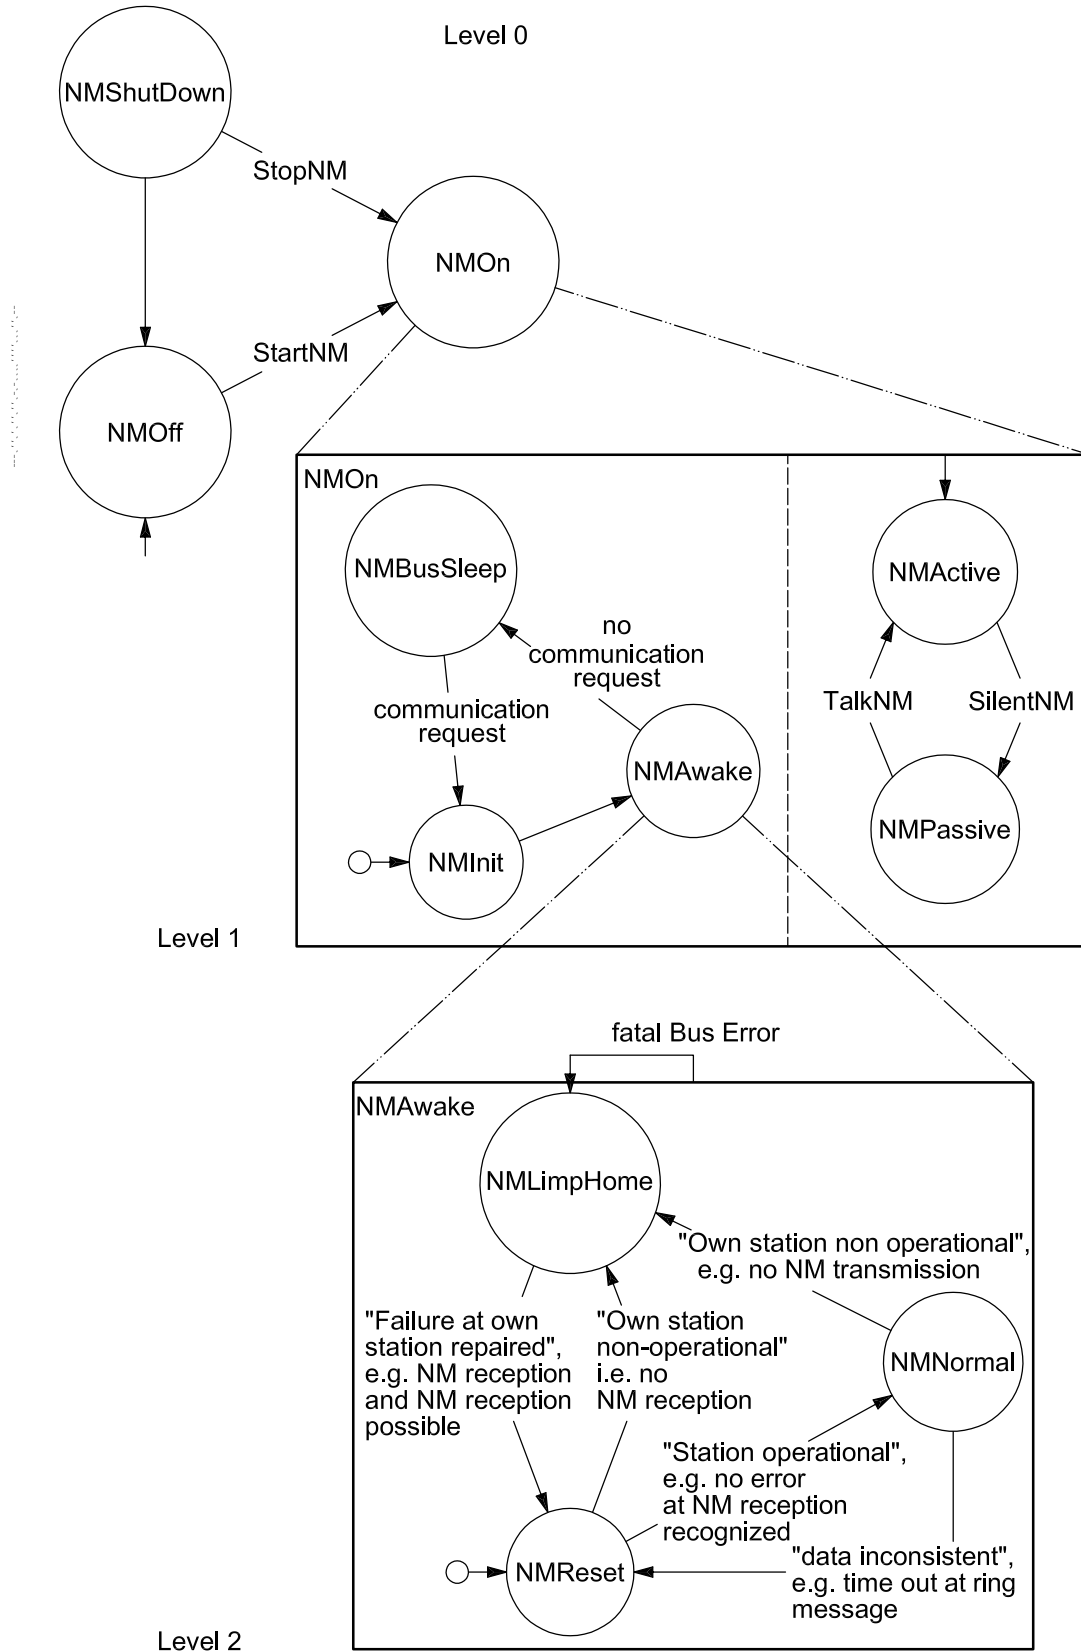 Level 0
NMShutDown
StopNM
NMOn
StartNM
NMOff
NMOn
NMBusSleep
NMActive
no
communication
request
TalkNM
SilentNM
communication
request
NMAwake
NMPassive
NMInit
Level 1
fatal Bus Error
NMAwake
NMLimpHome
"Own station non operational",
e.g. no NM transmission
"Failure at own
station repaired",
e.g. NM reception
and NM reception
possible
"Own station
non-operational"
i.e. no
NM reception
NMNormal
"Station operational",
e.g. no error
at NM reception
recognized
"data inconsistent",
e.g. time out at ring
message
NMReset
Level 2